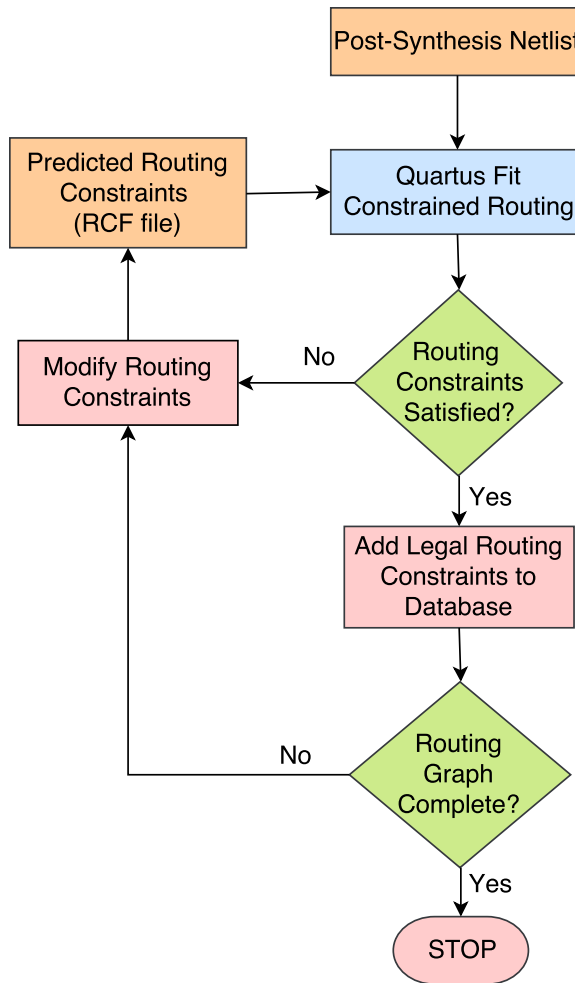 Post-Synthesis Netlist
Predicted Routing
Constraints
(RCF file)
Quartus Fit
Constrained Routing
Modify Routing
Constraints
No
Routing
Constraints
Satisfied?
Yes
Add Legal Routing
Constraints to
Database
No
Routing
Graph
Complete?
Yes
STOP